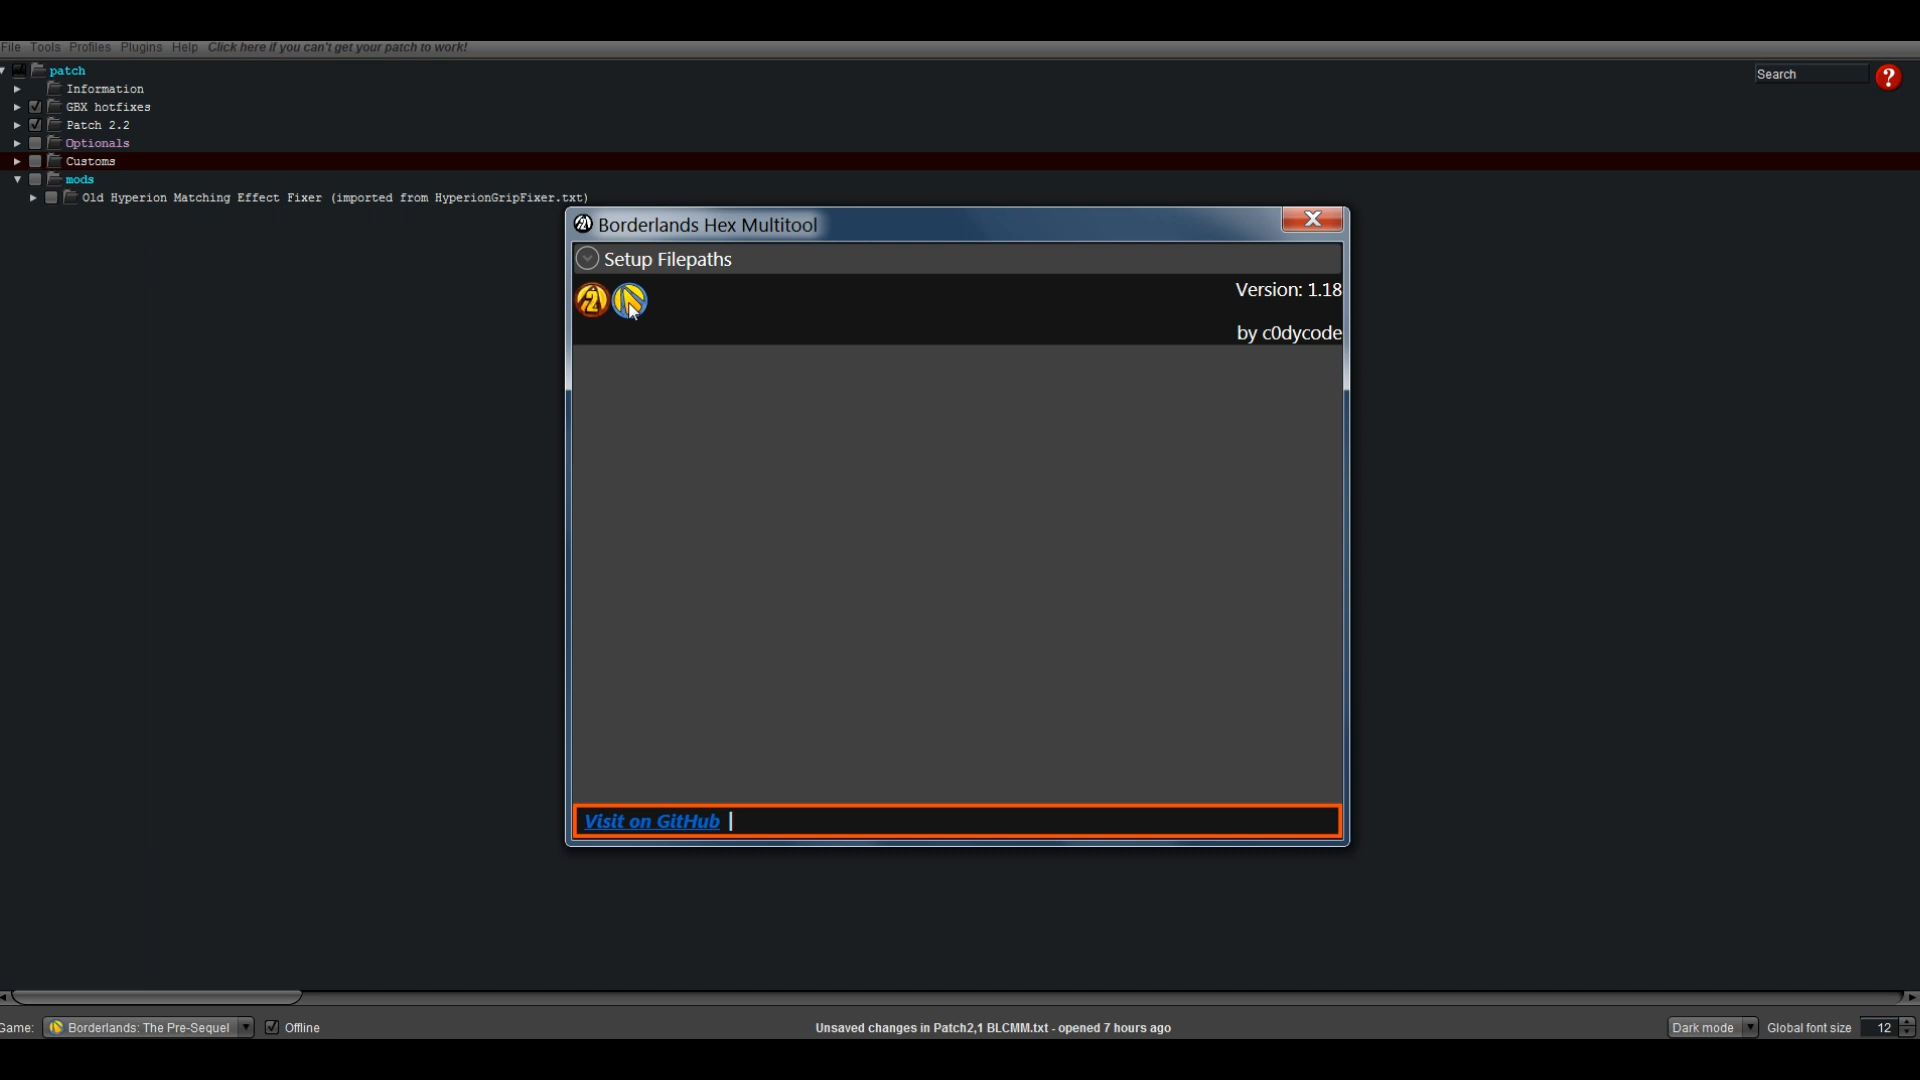 File Tools Profiles Plugins Help Click here if you can't get your patch to work!
patch
Search
?
Information
GBX hotfixes
Patch 2.2
Optionals
Customs
mods
Old Hyperion Matching Effect Fixer (imported from HyperionGripFixer.txt)
Borderlands Hex Multitool
X
Setup Filepaths
2
Version: 1.18
by c0dycode
Visit on GitHub
Game: Borderlands: The Pre-Sequel Offline Unsaved changes in Patch2,1 BLCMM.txt - opened 7 hours ago Dark mode Global font size 12